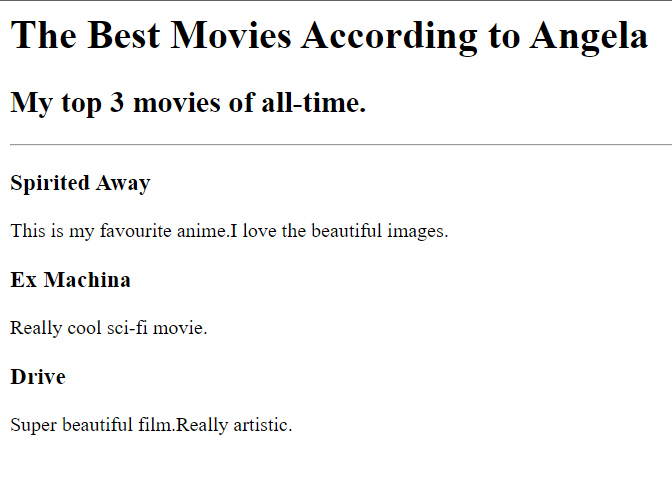 The Best Movies According to Angela
My top 3 movies of all-time.
Spirited Away
This is my favourite anime.I love the beautiful images.
Ex Machina
Really cool sci-fi movie.
Drive
Super beautiful film.Really artistic.